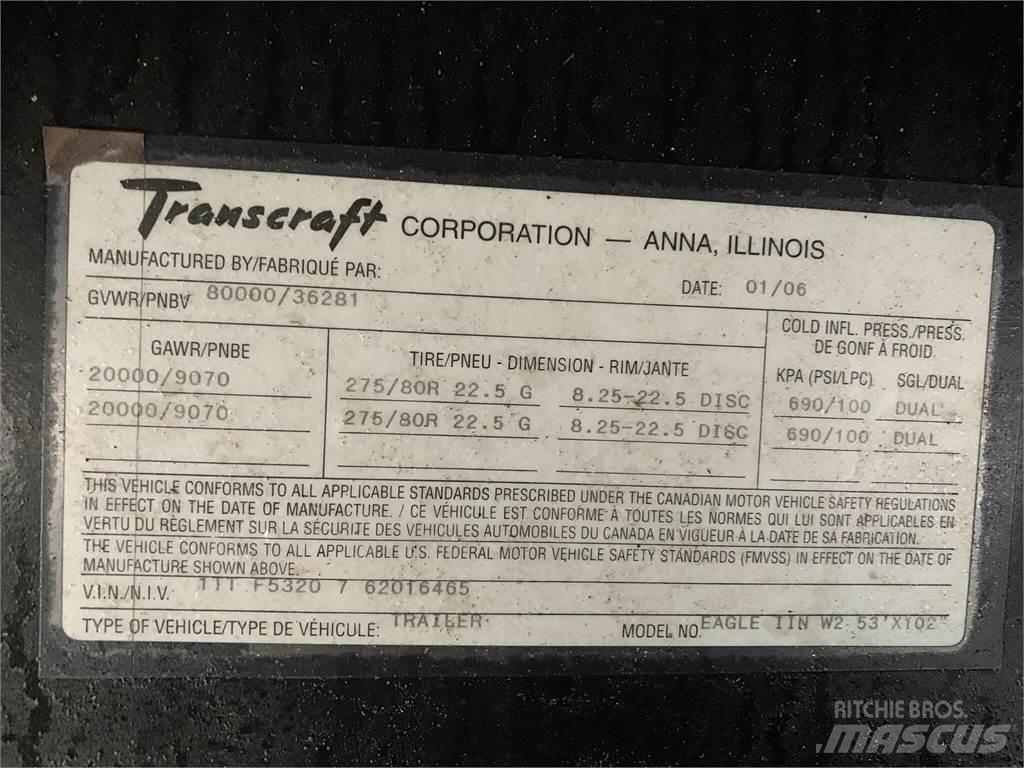 Transcraft CORPORATION — ANNA, ILLINOIS
MANUFACTURED BY/FABRIQUÉ PAR: DATE: 01/06
GVWR/PNBV 80000/36281
GAWR/PNBE TIRE/PNEU - DIMENSION - RIM/JANTE COLD INFL. PRESS./PRESS. DE GONF À FROID.
KPA (PSI/LPC) SGL/DUAL
20000/9070 275/80R 22.5 G 8.25-22.5 DISC 690/100 DUAL
20000/9070 275/80R 22.5 G 8.25-22.5 DISC 690/100 DUAL
THIS VEHICLE CONFORMS TO ALL APPLICABLE STANDARDS PRESCRIBED UNDER THE CANADIAN MOTOR VEHICLE SAFETY REGULATIONS
IN EFFECT ON THE DATE OF MANUFACTURE. / CE VÉHICULE EST CONFORME À TOUTES LES NORMES QUI LUI SONT APPLICABLES EN
VERTU DU RÈGLEMENT SUR LA SÉCURITE DES VÉHICULES AUTOMOBILES DU CANADA EN VIGUEUR À LA DATE DE SA FABRICATION.
THE VEHICLE CONFORMS TO ALL APPLICABLE U.S. FEDERAL MOTOR VEHICLE SAFETY STANDARDS (FMVSS) IN EFFECT ON THE DATE OF
MANUFACTURE SHOWN ABOVE.
V.I.N./N.I.V. 1TT F5320 7 62016465
TYPE OF VEHICLE/TYPE DE VÉHICULE: TRAILER MODEL NO. EAGLE IIN W2 53'X102"
RITCHIE BROS.
MASCUS